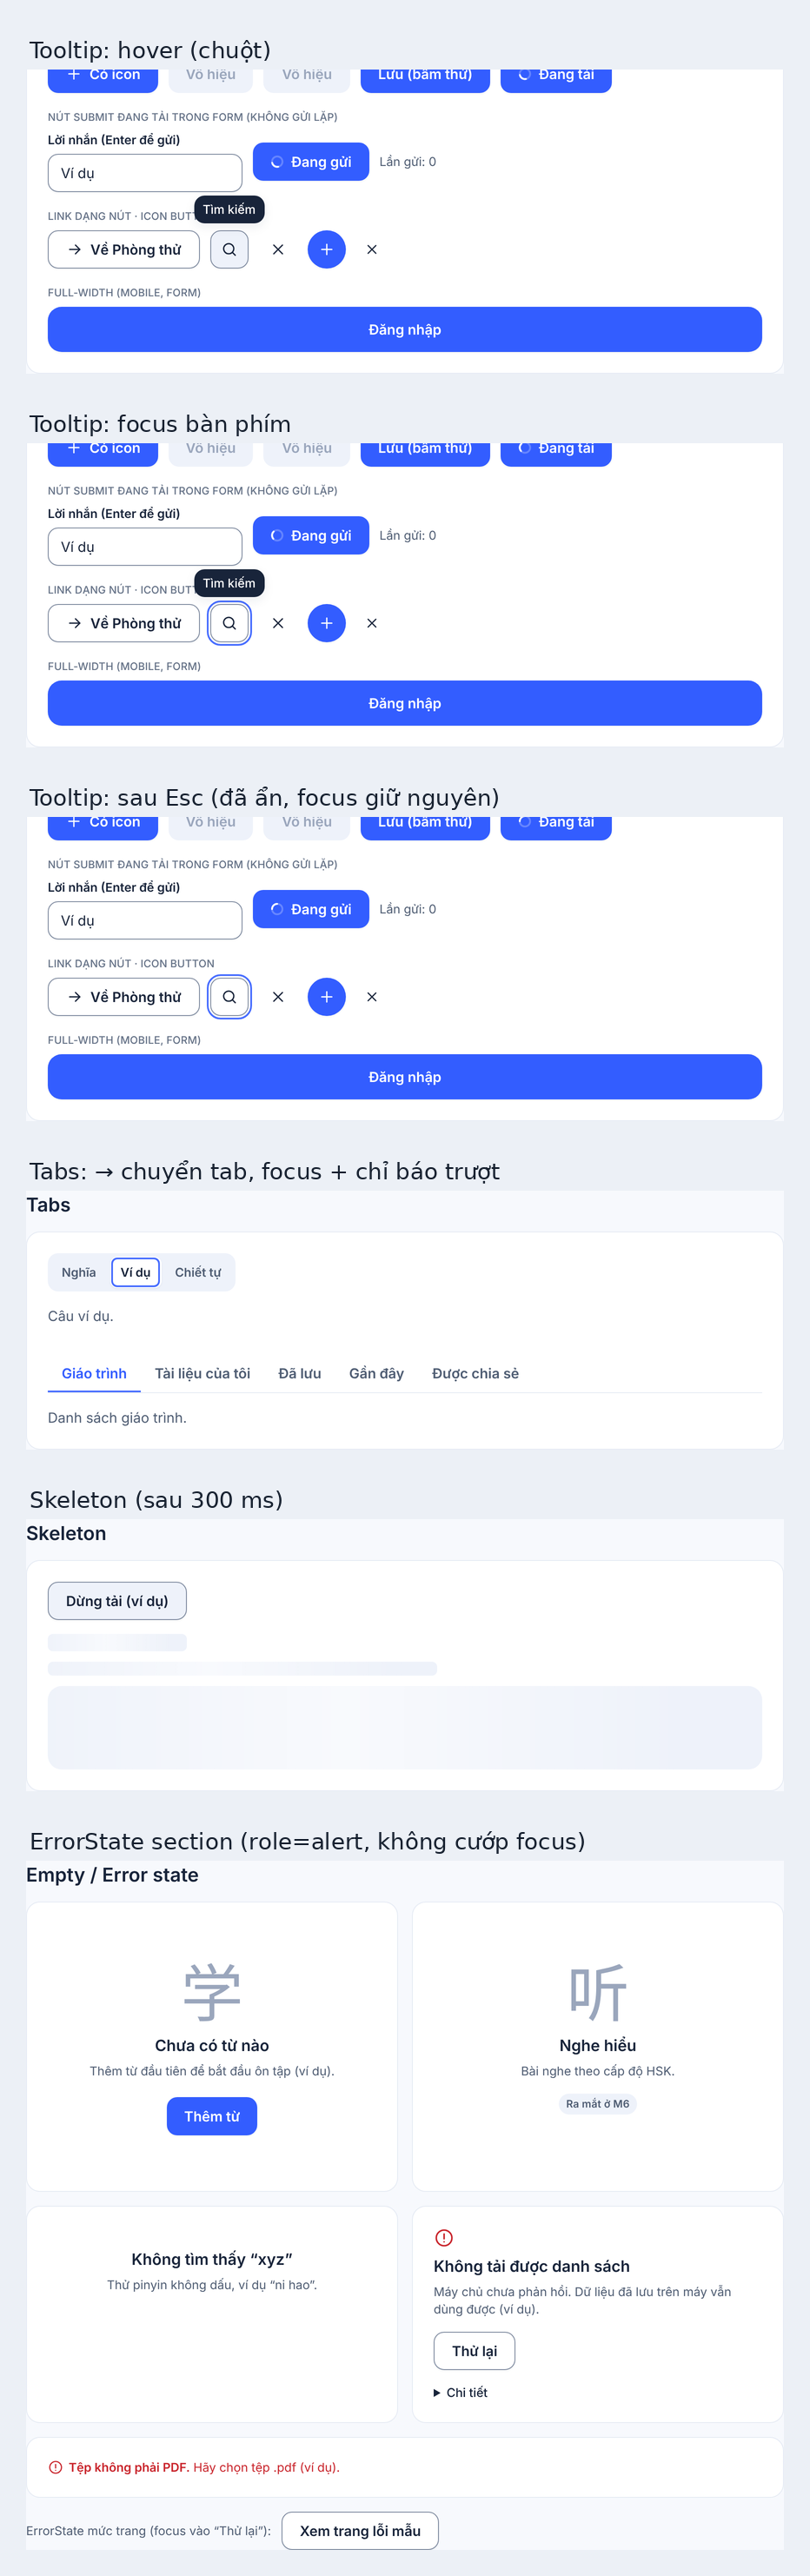 Tooltip: hover (chuột)
Có icon Vô hiệu Vô hiệu Lưu (bấm thử) Đang tải
NÚT SUBMIT ĐANG TẢI TRONG FORM (KHÔNG GỬI LẶP)
Lời nhắn (Enter để gửi)
Ví dụ Đang gửi Lần gửi: 0
Tìm kiếm
LINK DẠNG NÚT · ICON BUTT
Về Phòng thử
FULL-WIDTH (MOBILE, FORM)
Đăng nhập
Tooltip: focus bàn phím
Có icon Vô hiệu Vô hiệu Lưu (bấm thử) Đang tải
NÚT SUBMIT ĐANG TẢI TRONG FORM (KHÔNG GỬI LẶP)
Lời nhắn (Enter để gửi)
Ví dụ Đang gửi Lần gửi: 0
Tìm kiếm
LINK DẠNG NÚT · ICON BUTT
Về Phòng thử
FULL-WIDTH (MOBILE, FORM)
Đăng nhập
Tooltip: sau Esc (đã ẩn, focus giữ nguyên)
Có icon Vô hiệu Vô hiệu Lưu (bấm thử) Đang tải
NÚT SUBMIT ĐANG TẢI TRONG FORM (KHÔNG GỬI LẶP)
Lời nhắn (Enter để gửi)
Ví dụ Đang gửi Lần gửi: 0
LINK DẠNG NÚT · ICON BUTTON
Về Phòng thử
FULL-WIDTH (MOBILE, FORM)
Đăng nhập
Tabs: → chuyển tab, focus + chỉ báo trượt
Tabs
Nghĩa Ví dụ Chiết tự
Câu ví dụ.
Giáo trình Tài liệu của tôi Đã lưu Gần đây Được chia sẻ
Danh sách giáo trình.
Skeleton (sau 300 ms)
Skeleton
Dừng tải (ví dụ)
ErrorState section (role=alert, không cướp focus)
Empty / Error state
学
Chưa có từ nào
Thêm từ đầu tiên để bắt đầu ôn tập (ví dụ).
Thêm từ
听
Nghe hiểu
Bài nghe theo cấp độ HSK.
Ra mắt ở M6
Không tìm thấy “xyz”
Thử pinyin không dấu, ví dụ “ni hao”.
Không tải được danh sách
Máy chủ chưa phản hồi. Dữ liệu đã lưu trên máy vẫn
dùng được (ví dụ).
Thử lại
Chi tiết
Tệp không phải PDF. Hãy chọn tệp .pdf (ví dụ).
ErrorState mức trang (focus vào “Thử lại”): Xem trang lỗi mẫu